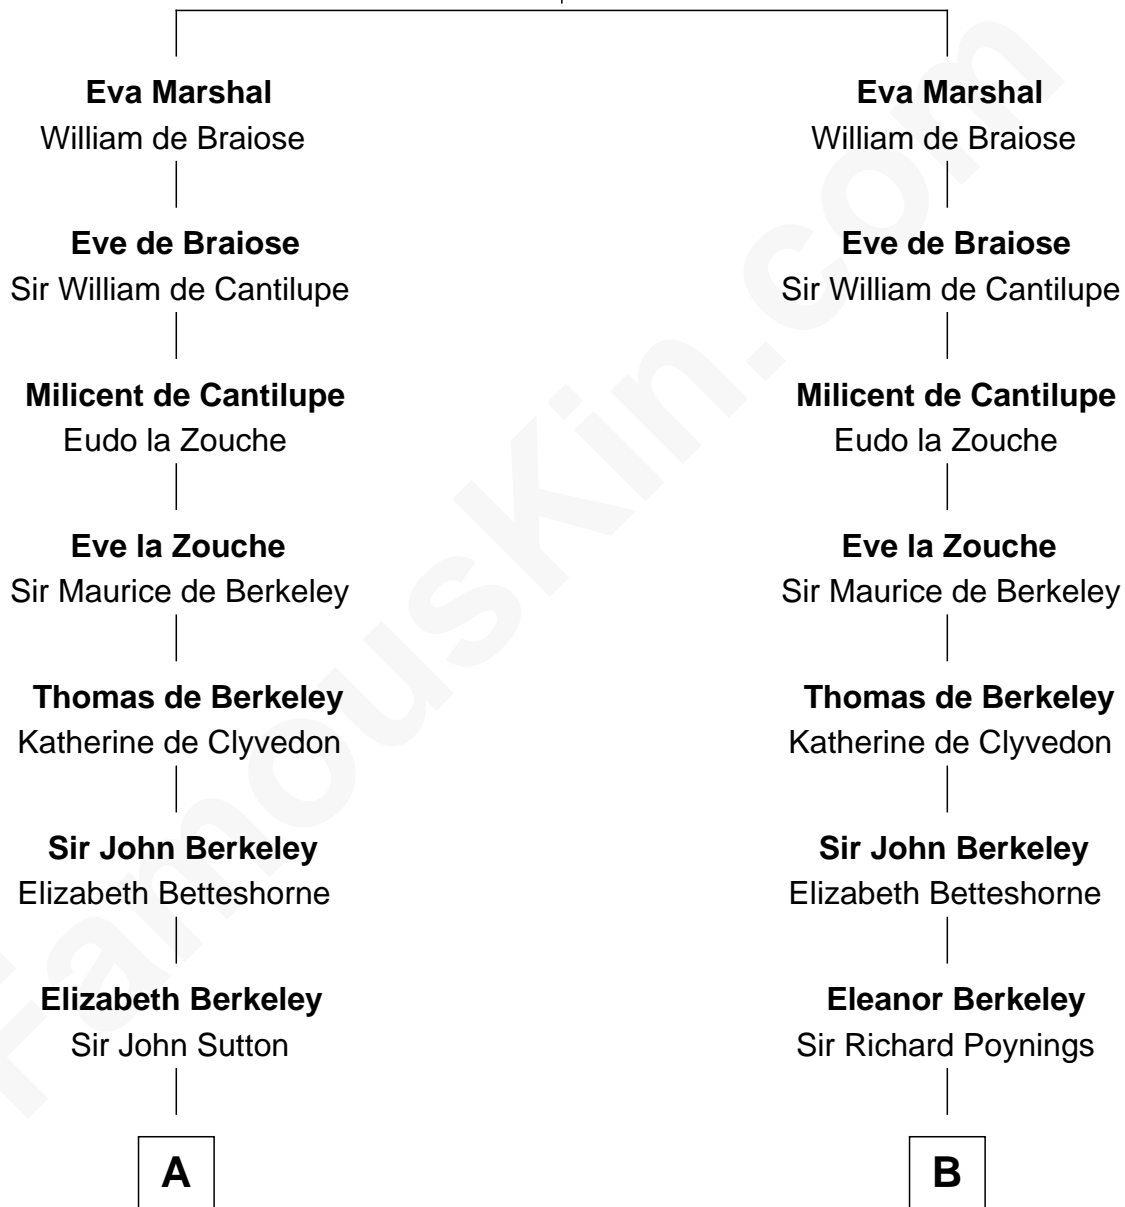 Eva Marshal
William de Braiose
Eve de Braiose
Sir William de Cantilupe
Milicent de Cantilupe
Eudo la Zouche
Eve la Zouche
Sir Maurice de Berkeley
Thomas de Berkeley
Katherine de Clyvedon
Sir John Berkeley
Elizabeth Betteshorne
Elizabeth Berkeley
Sir John Sutton
A
Eva Marshal
William de Braiose
Eve de Braiose
Sir William de Cantilupe
Milicent de Cantilupe
Eudo la Zouche
Eve la Zouche
Sir Maurice de Berkeley
Thomas de Berkeley
Katherine de Clyvedon
Sir John Berkeley
Elizabeth Betteshorne
Eleanor Berkeley
Sir Richard Poynings
B
FamousKin.com